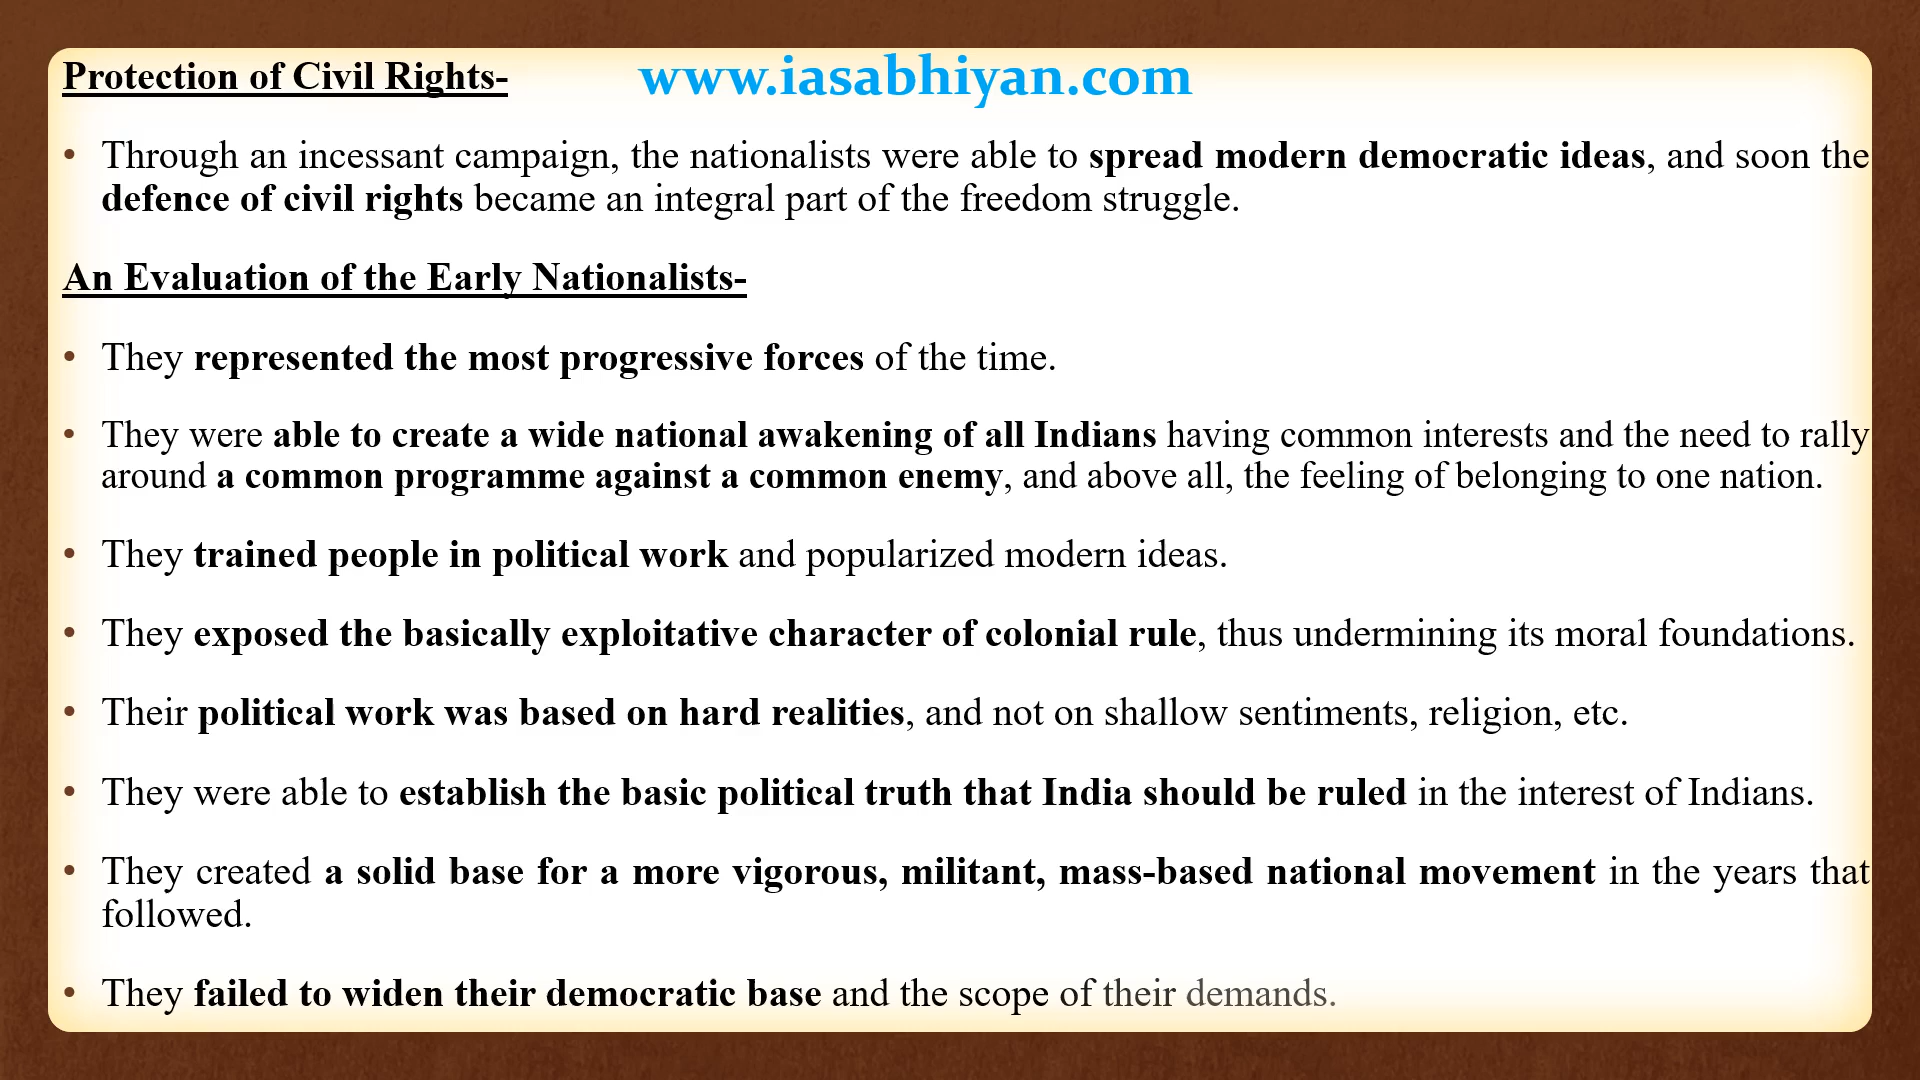 Protection of Civil Rights-
www.iasabhiyan.com
• Through an incessant campaign, the nationalists were able to spread modern democratic ideas, and soon the
defence of civil rights became an integral part of the freedom struggle.
An Evaluation of the Early Nationalists-
• They represented the most progressive forces of the time.
• They were able to create a wide national awakening of all Indians having common interests and the need to rally
around a common programme against a common enemy, and above all, the feeling of belonging to one nation.
• They trained people in political work and popularized modern ideas.
• They exposed the basically exploitative character of colonial rule, thus undermining its moral foundations.
• Their political work was based on hard realities, and not on shallow sentiments, religion, etc.
• They were able to establish the basic political truth that India should be ruled in the interest of Indians.
• They created a solid base for a more vigorous, militant, mass-based national movement in the years that
followed.
• They failed to widen their democratic base and the scope of their demands.